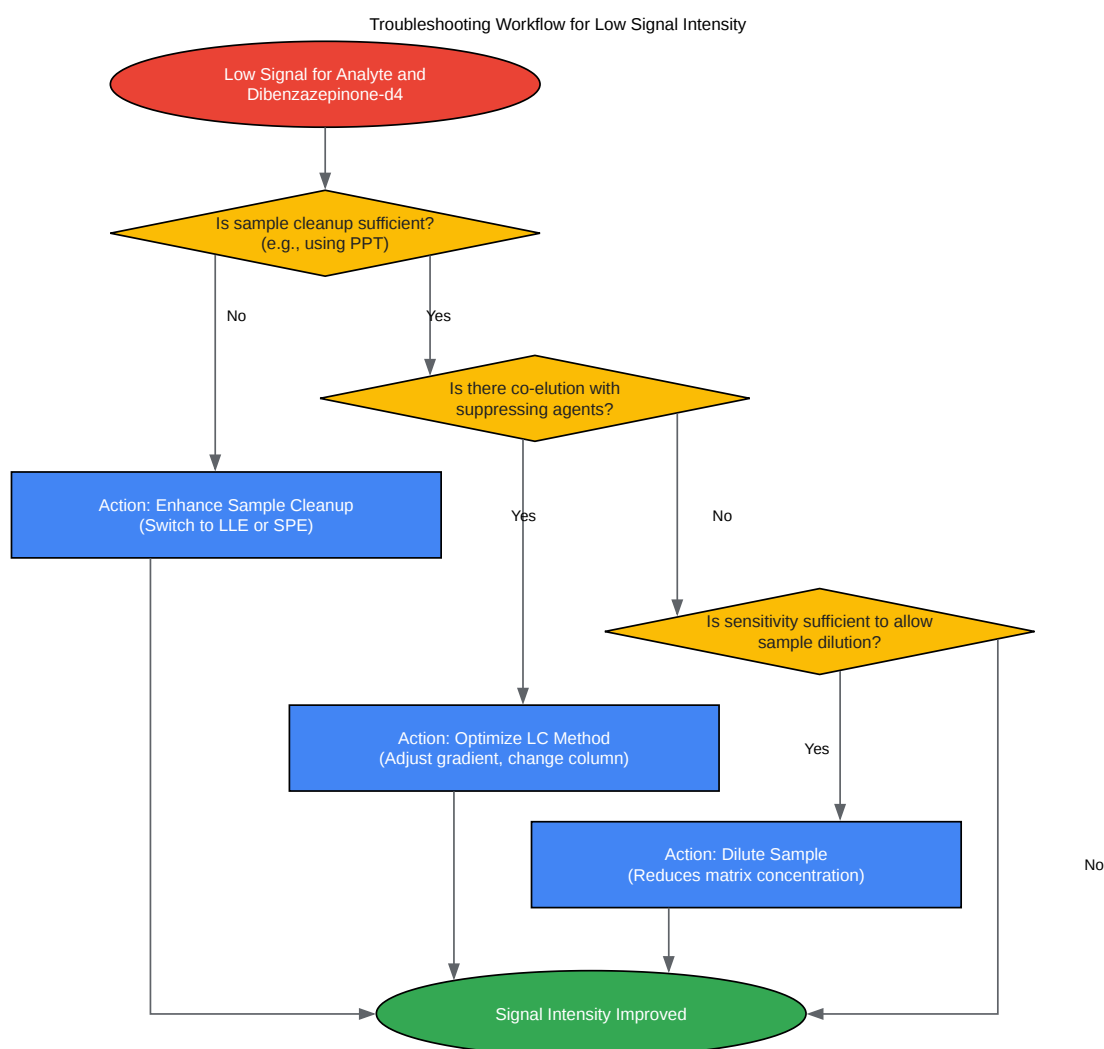 Troubleshooting Workflow for Low Signal Intensity
Low Signal for Analyte and
Dibenzazepinone-d4
Is sample cleanup sufficient?
(e.g., using PPT)
No
Yes
Is there co-elution with
suppressing agents?
Action: Enhance Sample Cleanup
(Switch to LLE or SPE)
Yes
No
Is sensitivity sufficient to allow
sample dilution?
Action: Optimize LC Method
(Adjust gradient, change column)
Yes
Action: Dilute Sample
(Reduces matrix concentration)
No
Signal Intensity Improved